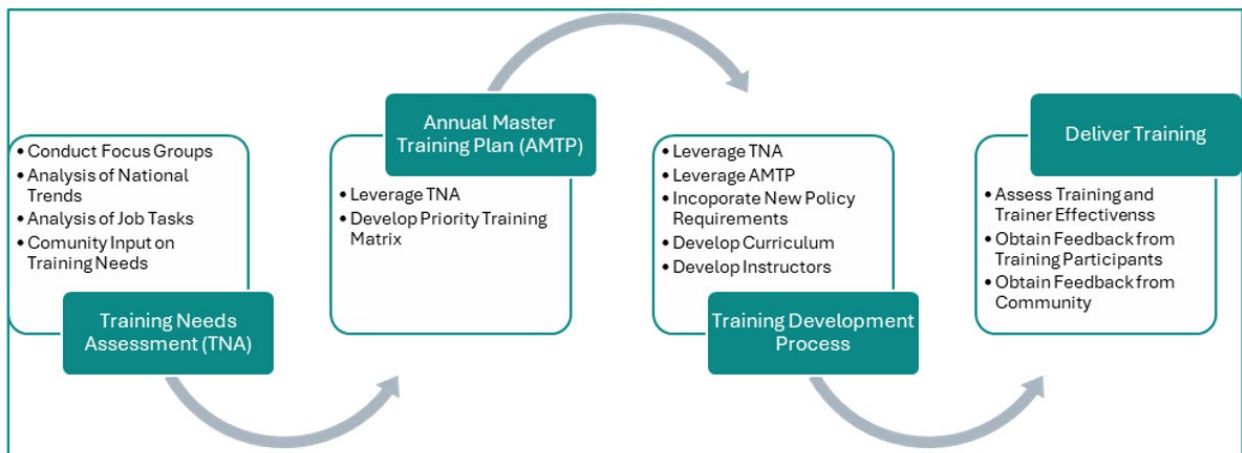 • Conduct Focus Groups
• Analysis of National
Trends
• Analysis of Job Tasks
• Comunity Input on
Training Needs
Training Needs
Assessment (TNA)
Annual Master
Training Plan (AMTP)
• Leverage TNA
• Develop Priority Training
Matrix
• Leverage TNA
• Leverage AMTP
• Incoporate New Policy
Requirements
• Develop Curriculum
• Develop Instructors
Training Development
Process
Deliver Training
• Assess Training and
Trainer Effectivenss
• Obtain Feedback from
Training Participants
• Obtain Feedback from
Community